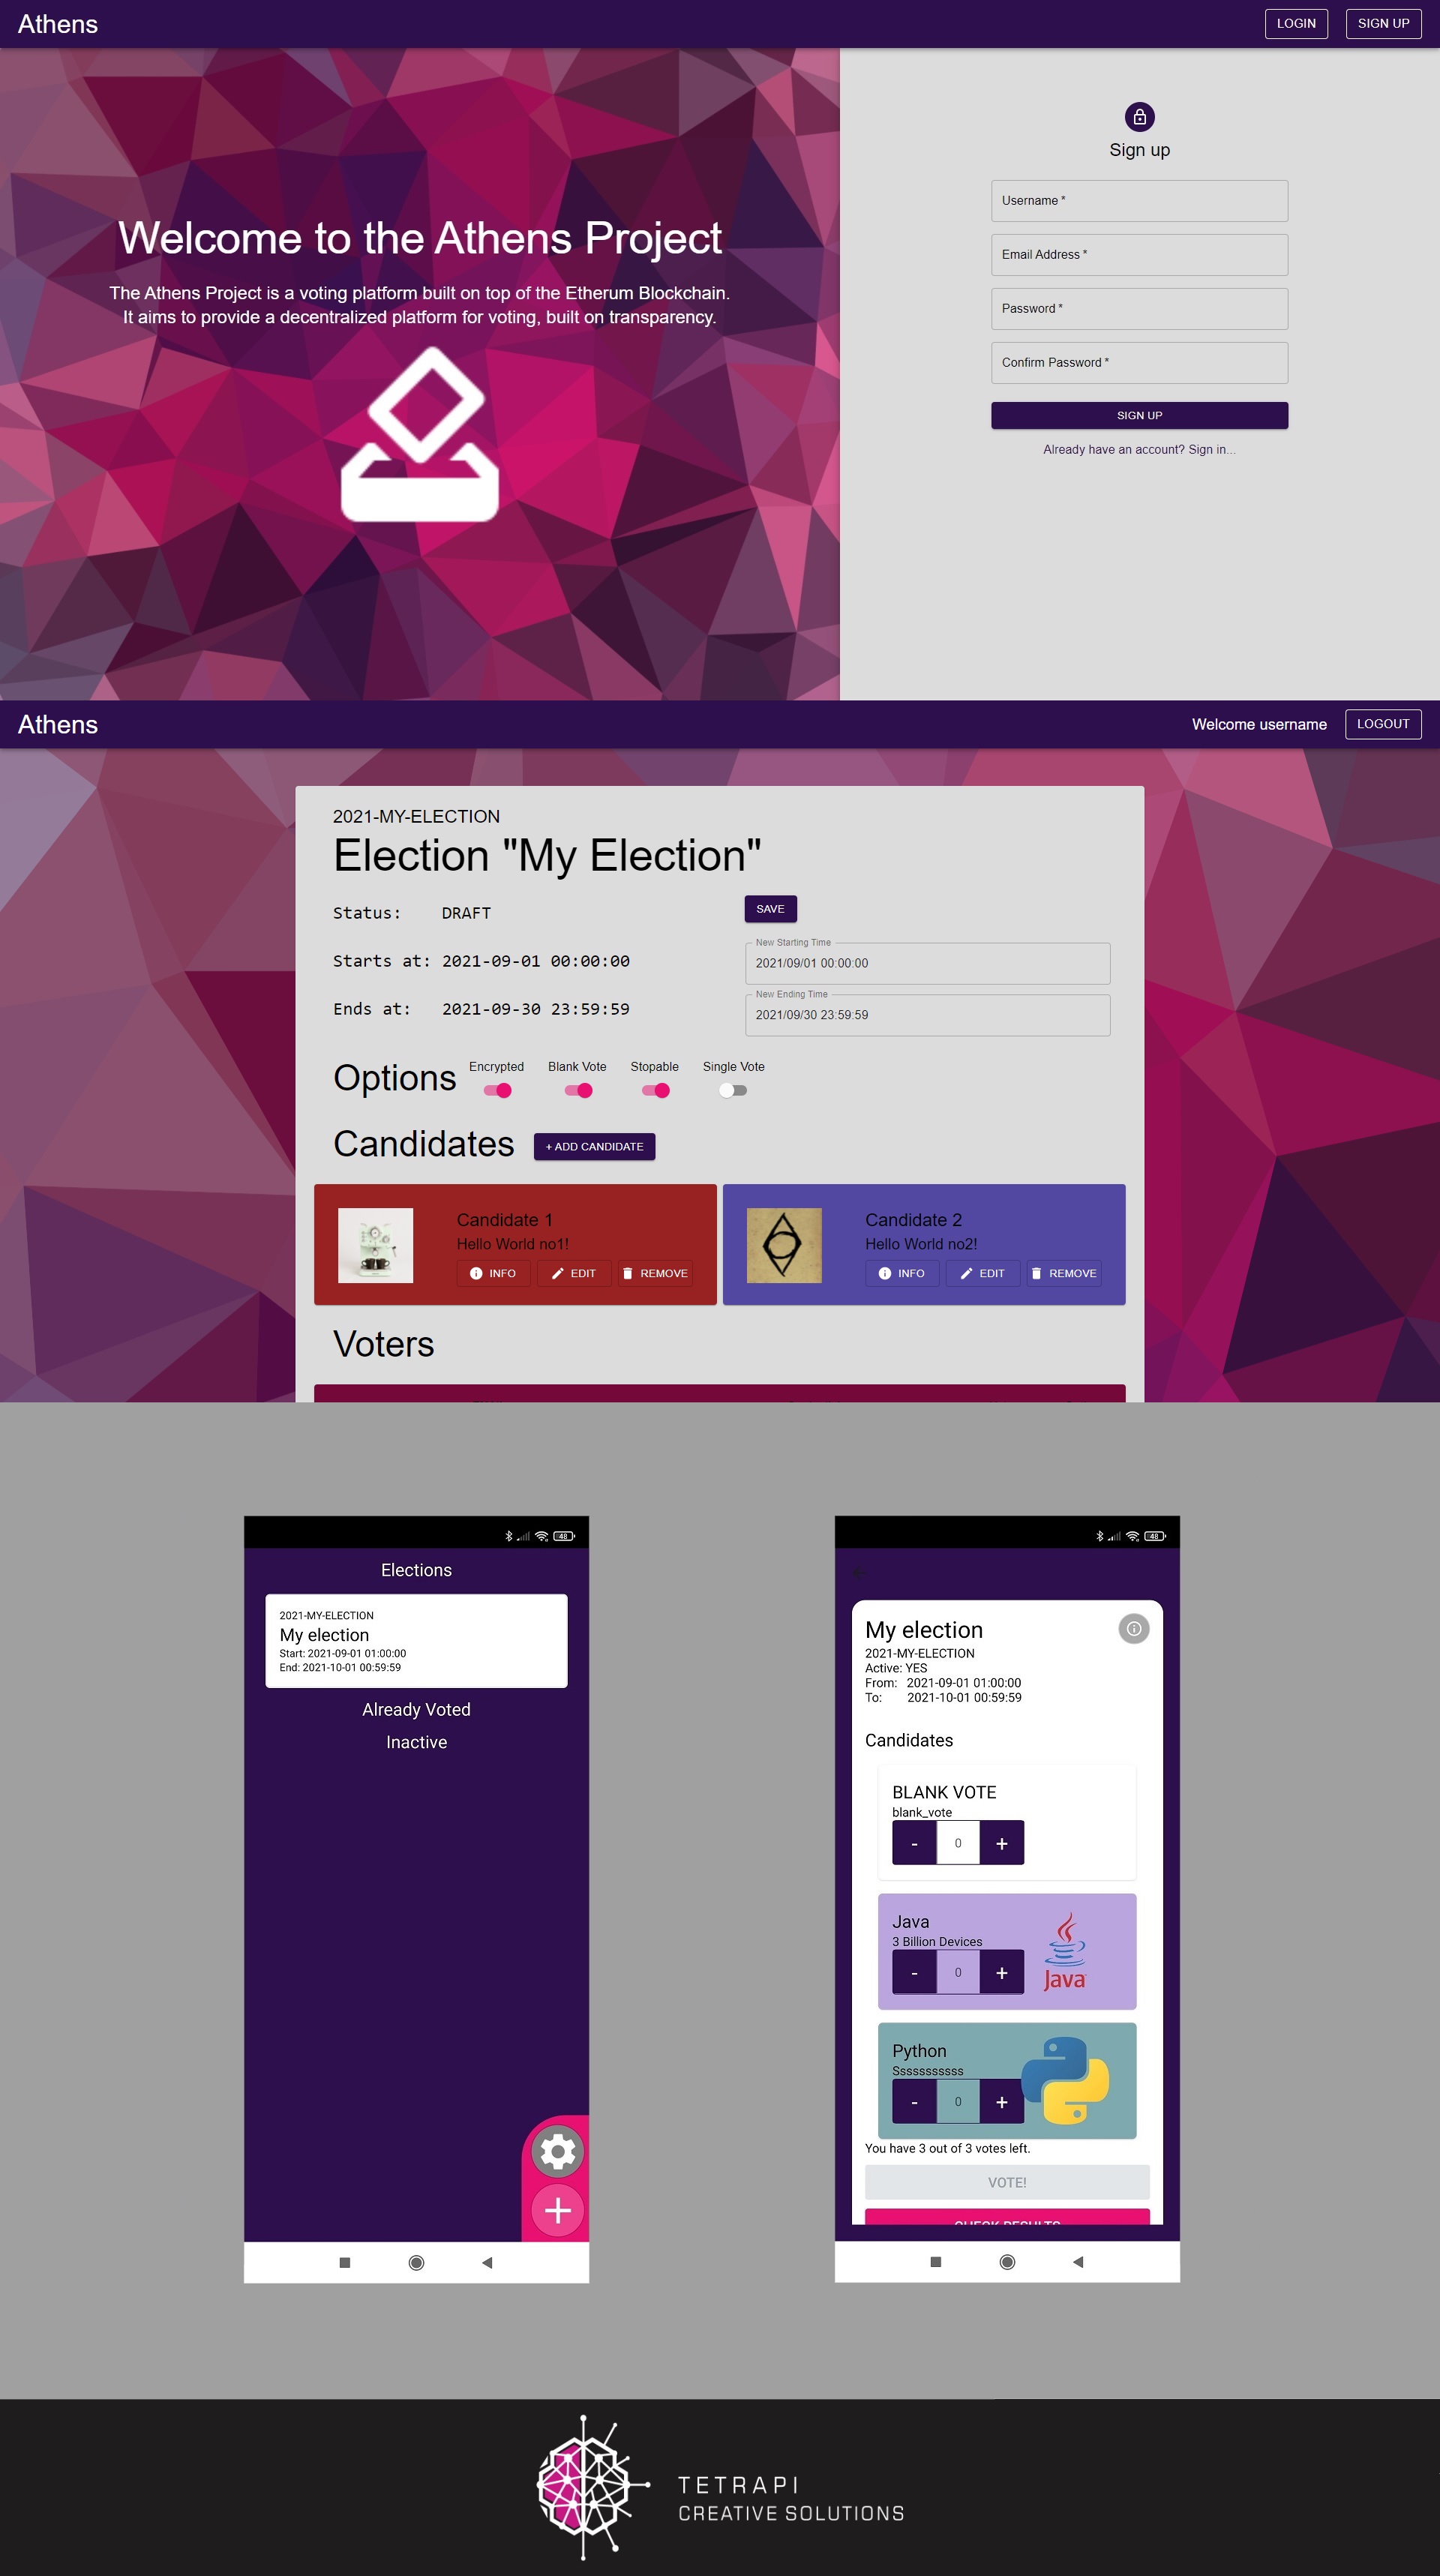 Athens
LOGIN
SIGN UP
Welcome to the Athens Project
The Athens Project is a voting platform built on top of the Etherum Blockchain.
It aims to provide a decentralized platform for voting, built on transparency.
Sign up
Username *
Email Address *
Password *
Confirm Password *
SIGN UP
Already have an account? Sign in...
Athens
Welcome username
LOGOUT
2021-MY-ELECTION
Election "My Election"
Status: DRAFT
SAVE
Starts at: 2021-09-01 00:00:00
New Starting Time
2021/09/01 00:00:00
Ends at: 2021-09-30 23:59:59
New Ending Time
2021/09/30 23:59:59
Options
Encrypted
Blank Vote
Stopable
Single Vote
Candidates
+ ADD CANDIDATE
Candidate 1
Hello World no1!
INFO
EDIT
REMOVE
Candidate 2
Hello World no2!
INFO
EDIT
REMOVE
Voters
48
Elections
2021-MY-ELECTION
My election
Start: 2021-09-01 01:00:00
End: 2021-10-01 00:59:59
Already Voted
Inactive
48
My election
2021-MY-ELECTION
Active: YES
From: 2021-09-01 01:00:00
To: 2021-10-01 00:59:59
Candidates
BLANK VOTE
blank_vote
- 0 +
Java
3 Billion Devices
- 0 +
Java
Python
Sssssssssss
- 0 +
You have 3 out of 3 votes left.
VOTE!
CHECK RESULTS
TETRAPI
CREATIVE SOLUTIONS